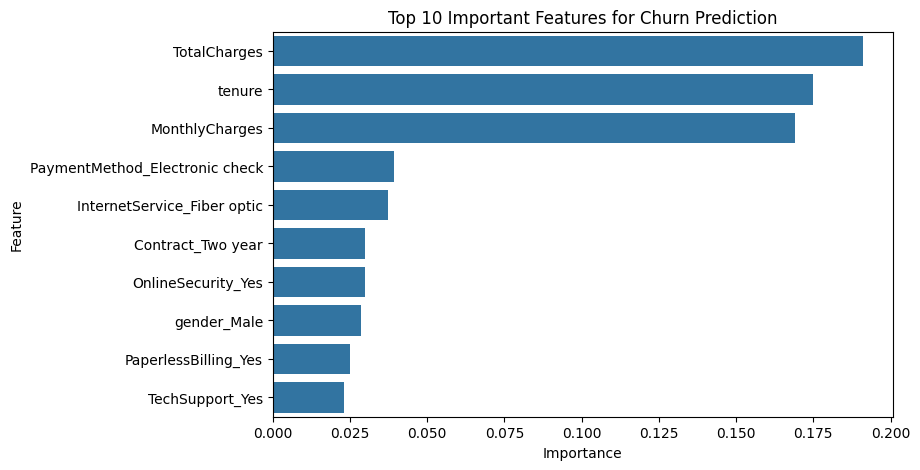 Top 10 Important Features for Churn Prediction
TotalCharges
tenure
MonthlyCharges
PaymentMethod_Electronic check
InternetService_Fiber optic
Contract_Two year
OnlineSecurity_Yes
gender_Male
PaperlessBilling_Yes
TechSupport_Yes
Feature
0.000 0.025 0.050 0.075 0.100 0.125 0.150 0.175 0.200
Importance